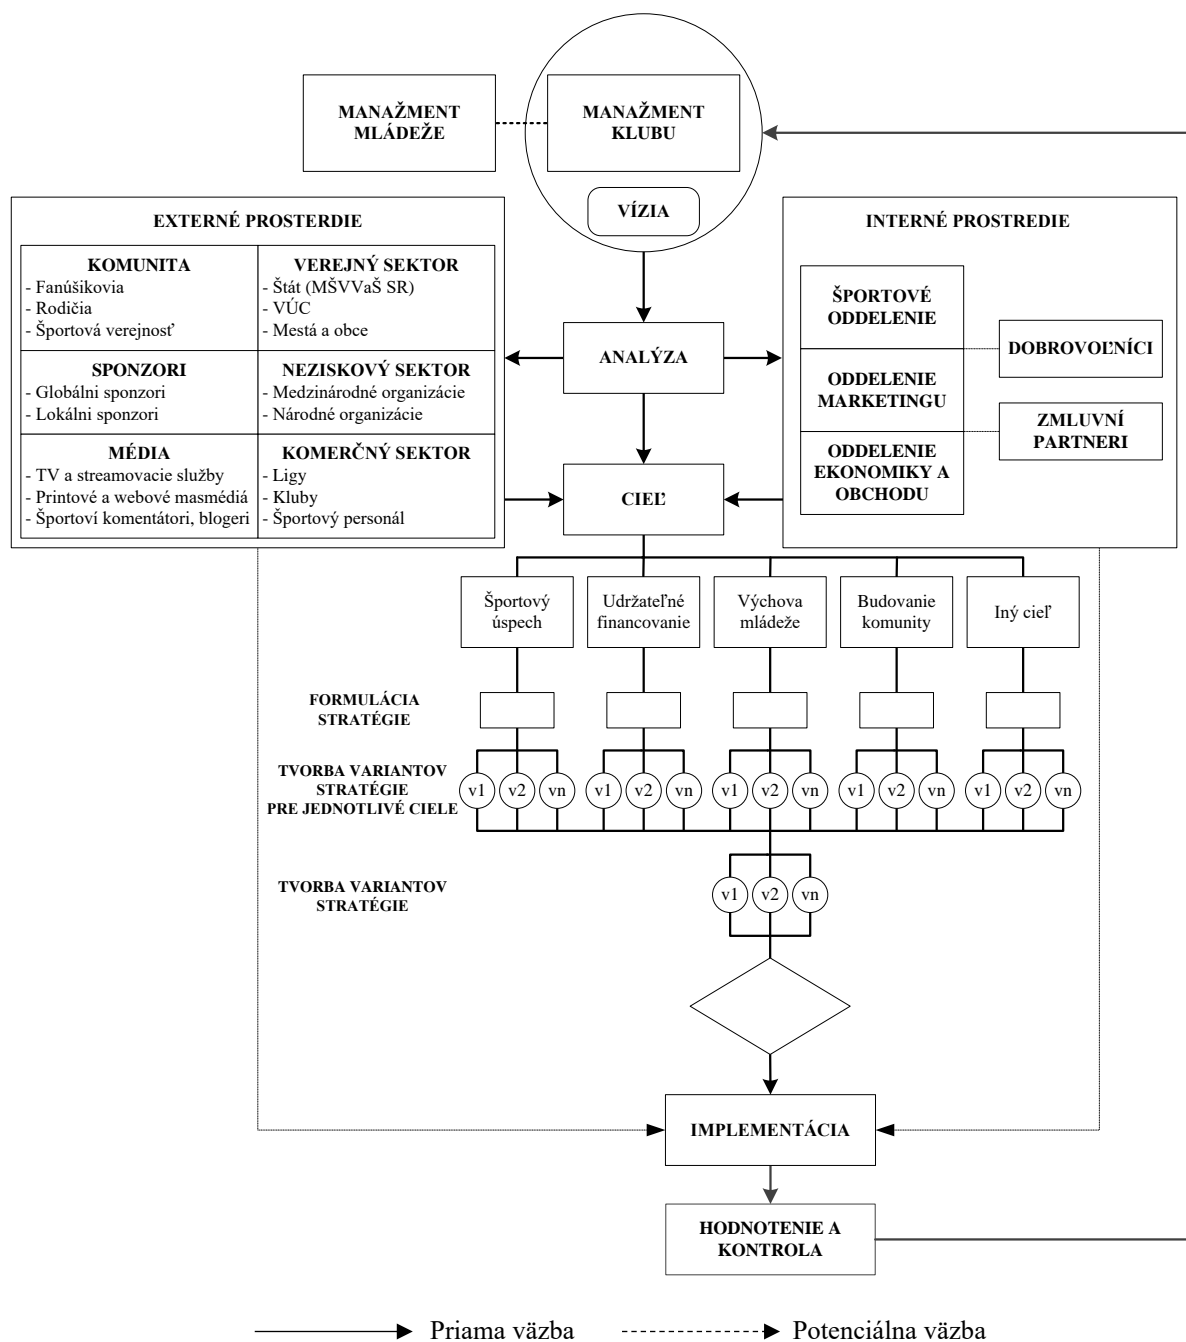 MANAŽMENT
MLÁDEŽE
MANAŽMENT
KLUBU
VÍZIA
EXTERNÉ PROSTERDIE
KOMUNITA
- Fanúšikovia
- Rodičia
- Športová verejnosť
VEREJNÝ SEKTOR
- Štát (MŠVVaŠ SR)
- VÚC
- Mestá a obce
SPONZORI
- Globálni sponzori
- Lokálni sponzori
NEZISKOVÝ SEKTOR
- Medzinárodné organizácie
- Národné organizácie
MÉDIA
- TV a streamovacie služby
- Printové a webové masmédiá
- Športoví komentátori, blogeri
KOMERČNÝ SEKTOR
- Ligy
- Kluby
- Športový personál
ANALÝZA
CIEĽ
INTERNÉ PROSTREDIE
ŠPORTOVÉ
ODDELENIE
ODDELENIE
MARKETINGU
ODDELENIE
EKONOMIKY A
OBCHODU
DOBROVOĽNÍCI
ZMLUVNÍ
PARTNERI
Športový
úspech
Udržateľné
financovanie
Výchova
mládeže
Budovanie
komunity
Iný cieľ
FORMULÁCIA
STRATÉGIE
TVORBA VARIANTOV
STRATÉGIE
PRE JEDNOTLIVÉ CIELE
v1 v2 vn v1 v2 vn v1 v2 vn v1 v2 vn v1 v2 vn
TVORBA VARIANTOV
STRATÉGIE
v1 v2 vn
IMPLEMENTÁCIA
HODNOTENIE A
KONTROLA
Priama väzba
Potenciálna väzba